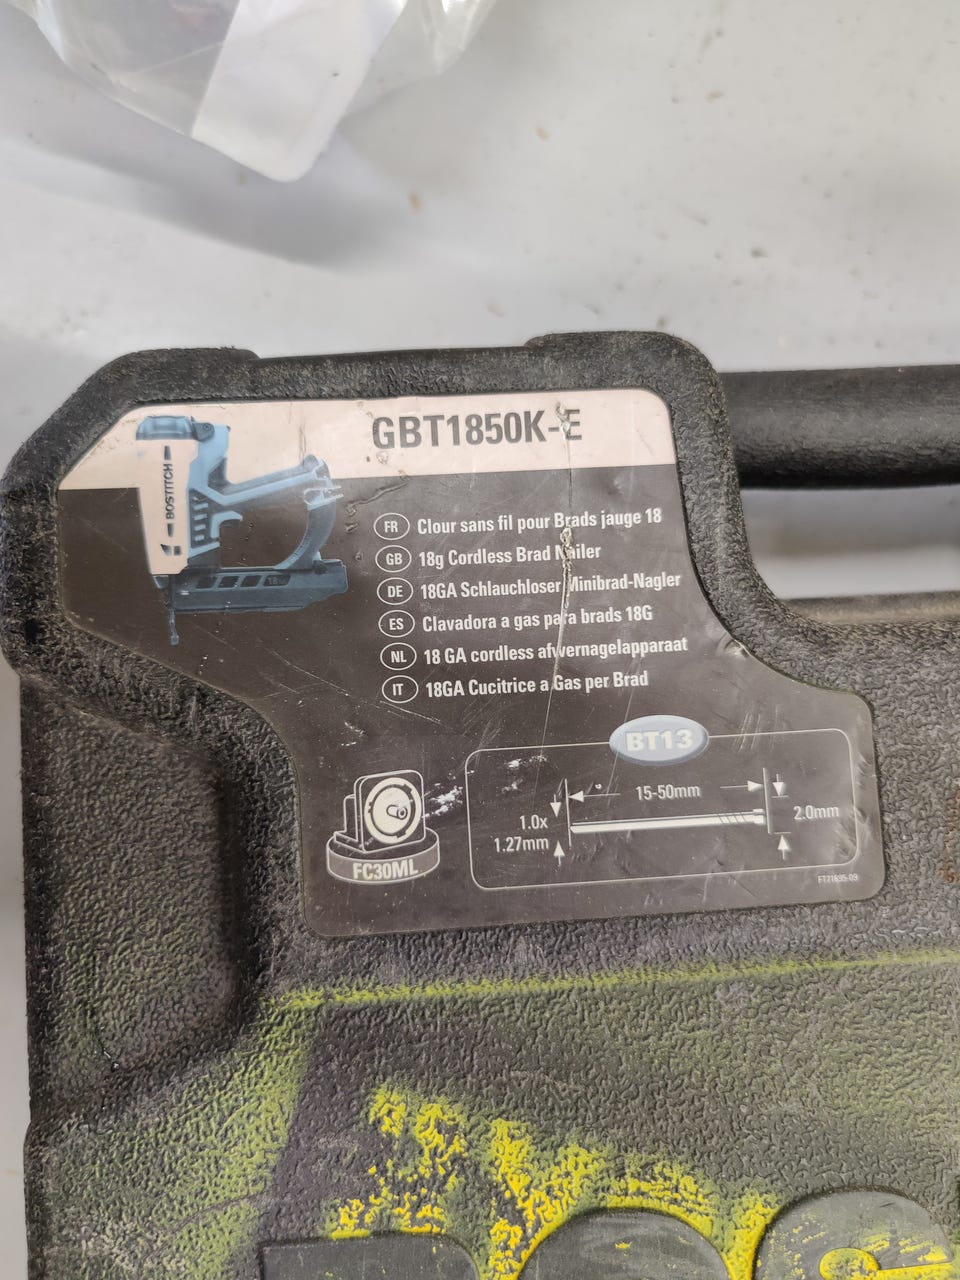 GBT1850K-E
BOSTITCH
FR Clour sans fil pour Brads jauge 18
GB 18g Cordless Brad Nailer
DE 18GA Schlauchloser Minibrad-Nagler
ES Clavadora a gas para brads 18G
NL 18 GA cordless afwernagelapparaat
IT 18GA Cucitrice a Gas per Brad
BT13
15-50mm
1.0x
1.27mm
2.0mm
FC30ML